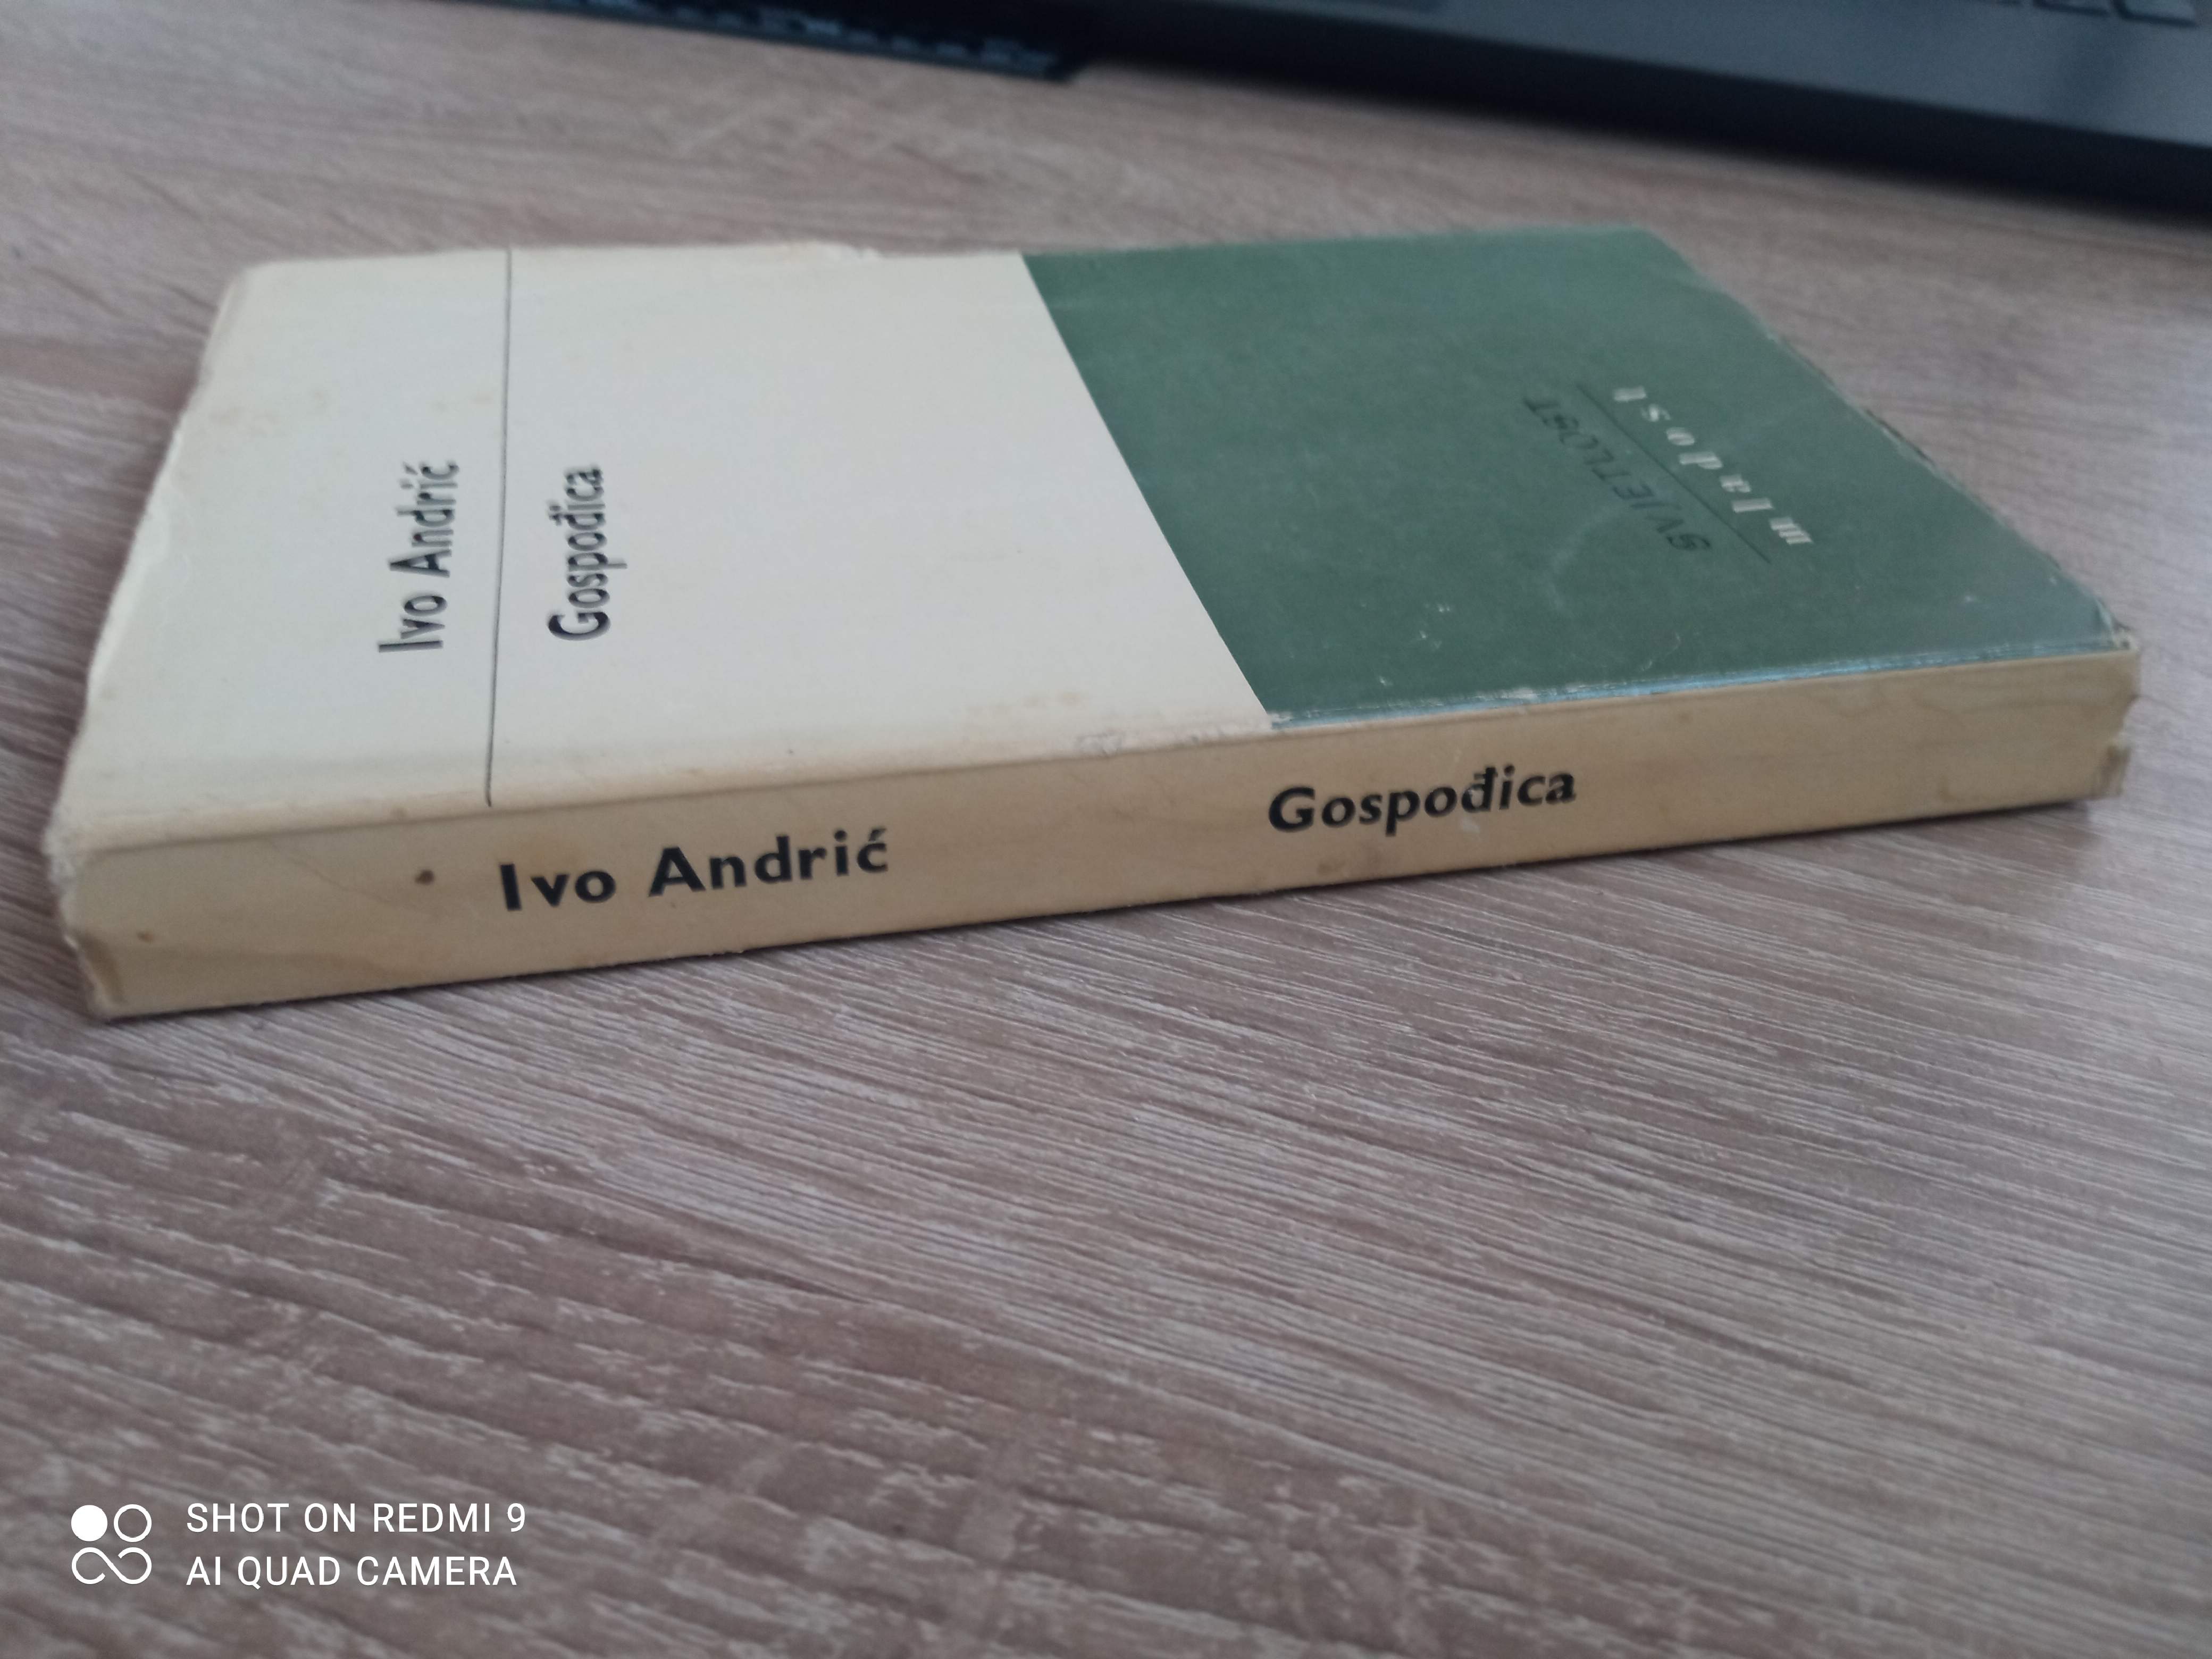 Ivo Andrić
Gospođica
mladost
SVJETLOST
Ivo Andrić Gospođica
SHOT ON REDMI 9
AI QUAD CAMERA